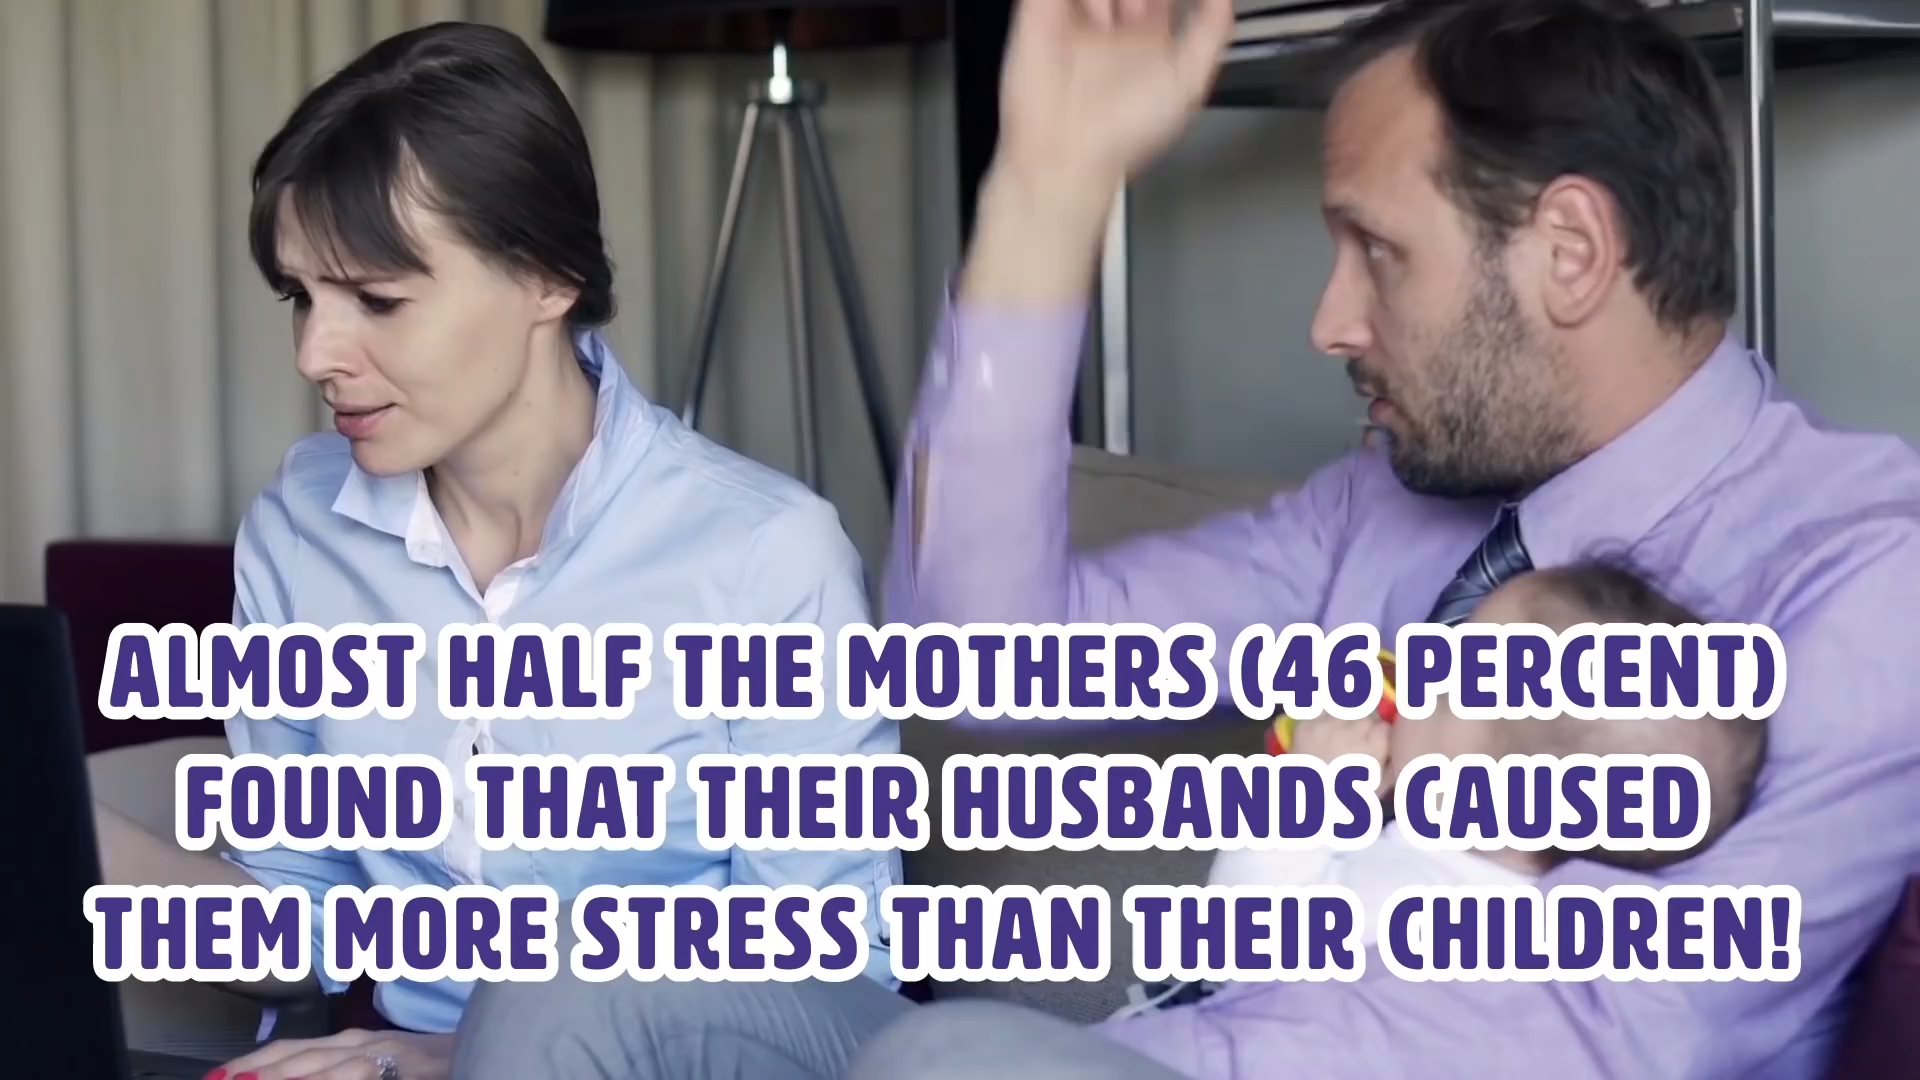 ALMOST HALF THE MOTHERS (46 PERCENT)
FOUND THAT THEIR HUSBANDS CAUSED
THEM MORE STRESS THAN THEIR CHILDREN!